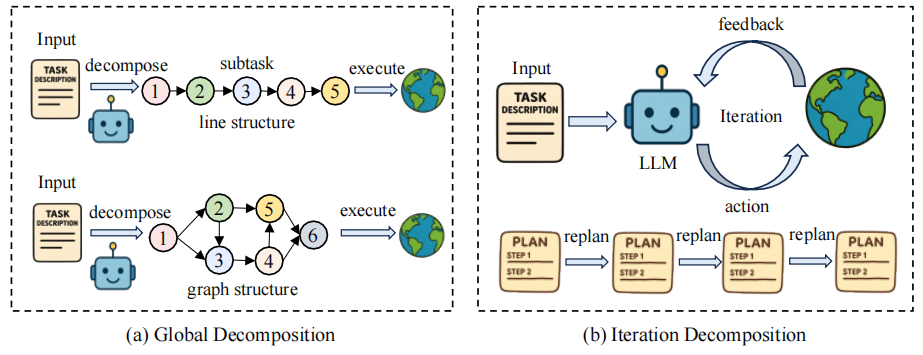 Input
TASK
DESCRIPTION
decompose
subtask
execute
1
2
3
4
5
line structure
Input
TASK
DESCRIPTION
decompose
execute
1
2
5
3
4
6
graph structure
(a) Global Decomposition
feedback
Input
TASK
DESCRIPTION
Iteration
LLM
action
PLAN
STEP 1
STEP 2
replan
PLAN
STEP 1
STEP 2
replan
PLAN
STEP 1
STEP 2
replan
PLAN
STEP 1
STEP 2
(b) Iteration Decomposition